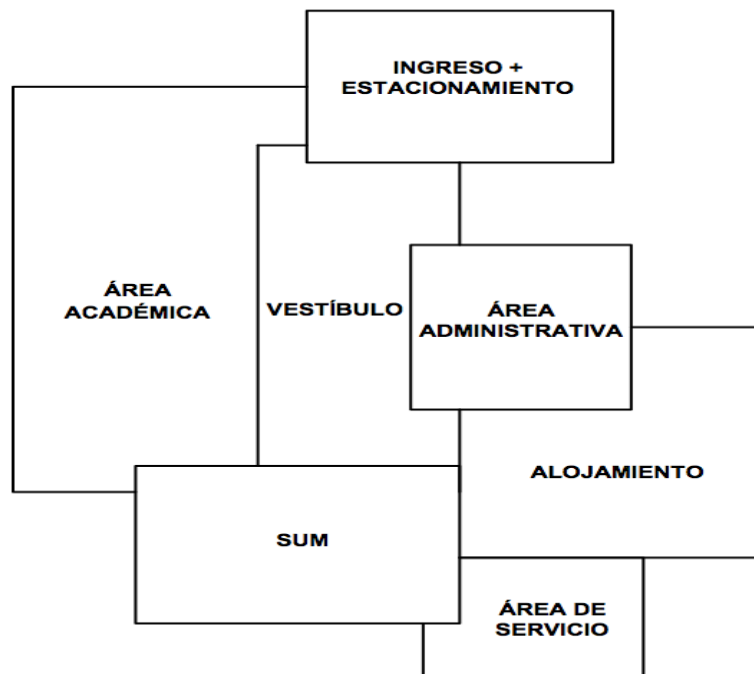 INGRESO +
ESTACIONAMIENTO
ÁREA
ACADÉMICA
VESTÍBULO
ÁREA
ADMINISTRATIVA
ALOJAMIENTO
SUM
ÁREA DE
SERVICIO